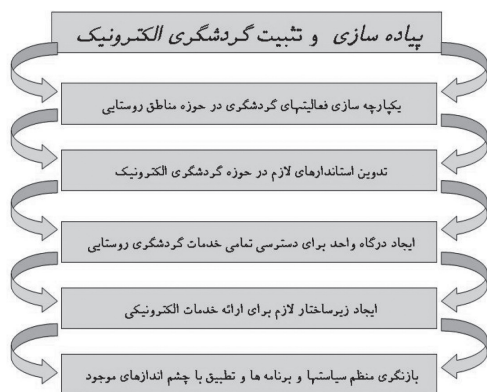 پیاده سازی و تثبیت گردشگری الکترونیک
یکپارچه سازی فعالیتهای گردشگری در حوزه مناطق روستایی
تدوین استانداردهای لازم در حوزه گردشگری الکترونیک
ایجاد درگاه واحد برای دسترسی تمامی خدمات گردشگری روستایی
ایجاد زیرساختار لازم برای ارائه خدمات الکترونیکی
بازنگری منظم سیاستها و برنامه ها و تطبیق با چشم اندازهای موجود